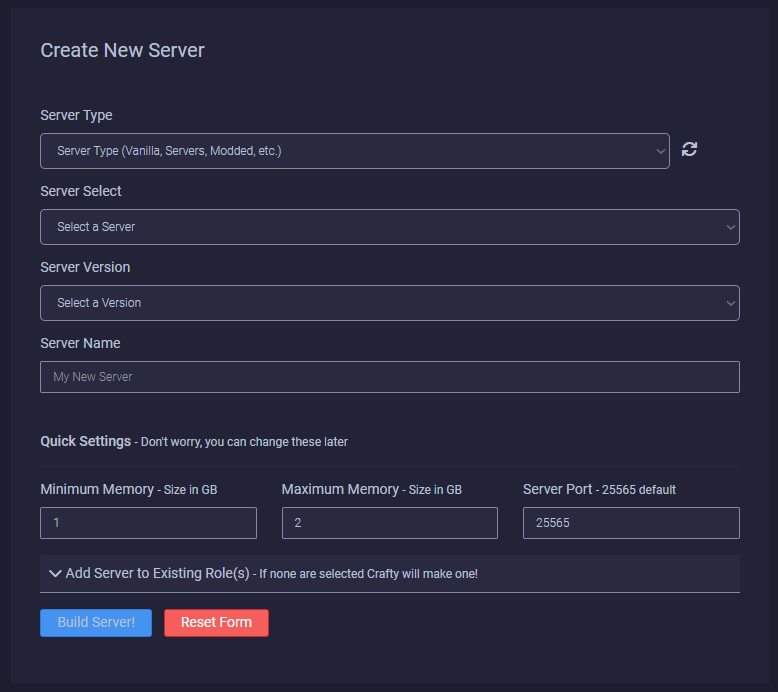 Create New Server
Server Type
Server Type (Vanilla, Servers, Modded, etc.)
Server Select
Select a Server
Server Version
Select a Version
Server Name
My New Server
Quick Settings - Don't worry, you can change these later
Minimum Memory - Size in GB Maximum Memory - Size in GB Server Port - 25565 default
1 2 25565
Add Server to Existing Role(s) - If none are selected Crafty will make one!
Build Server! Reset Form